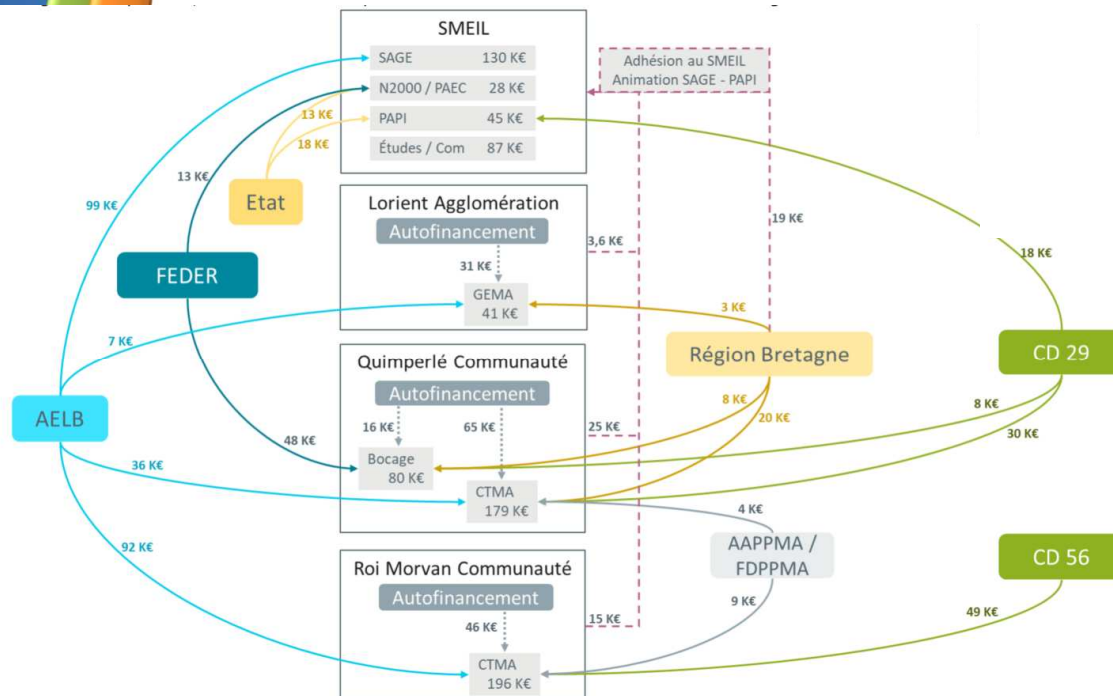 SMEIL
SAGE 130 K€
N2000 / PAEC 28 K€
PAPI 45 K€
Études / Com 87 K€
Adhésion au SMEIL
Animation SAGE - PAPI
13 K€
18 K€
13 K€
99 K€
Etat
Lorient Agglomération
Autofinancement
3,6 K€
19 K€
18 K€
31 K€
FEDER
GEMA
41 K€
3 K€
7 K€
Région Bretagne
CD 29
Quimperlé Communauté
Autofinancement
AELB
16 K€
65 K€
25 K€
8 K€
20 K€
8 K€
30 K€
48 K€
Bocage
80 K€
36 K€
CTMA
179 K€
4 K€
92 K€
AAPPMA /
FDPPMA
CD 56
Roi Morvan Communauté
Autofinancement
46 K€
15 K€
9 K€
49 K€
CTMA
196 K€